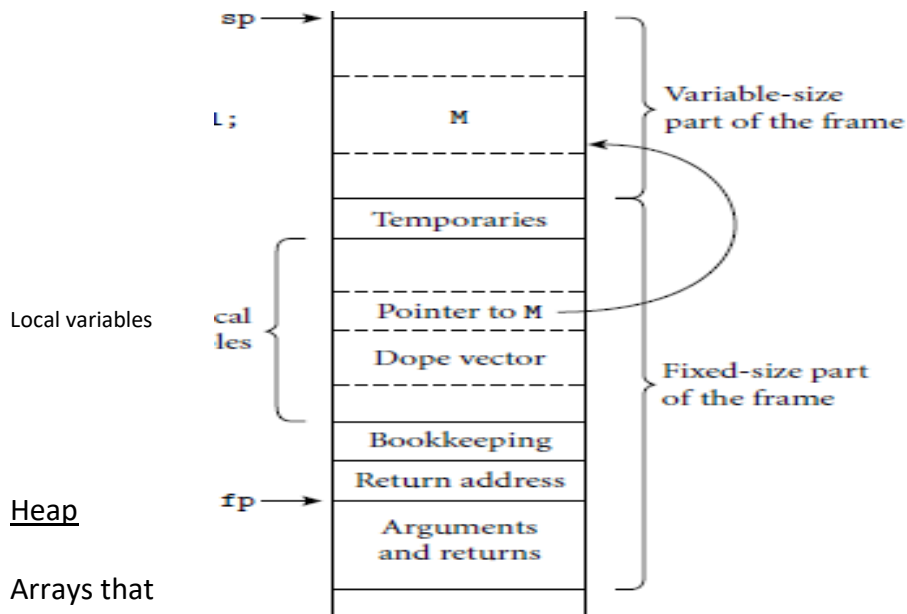 sp
Variable-size
part of the frame
L;
M
Temporaries
Local variables
cal
les
Pointer to M
Dope vector
Fixed-size part
of the frame
Bookkeeping
Return address
fp
Heap
Arguments
and returns
Arrays that